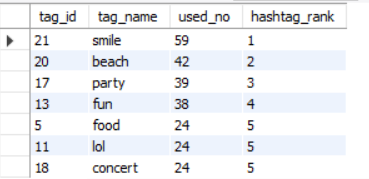 tag_id tag_name used_no hashtag_rank
21 smile 59 1
20 beach 42 2
17 party 39 3
13 fun 38 4
5 food 24 5
11 lol 24 5
18 concert 24 5